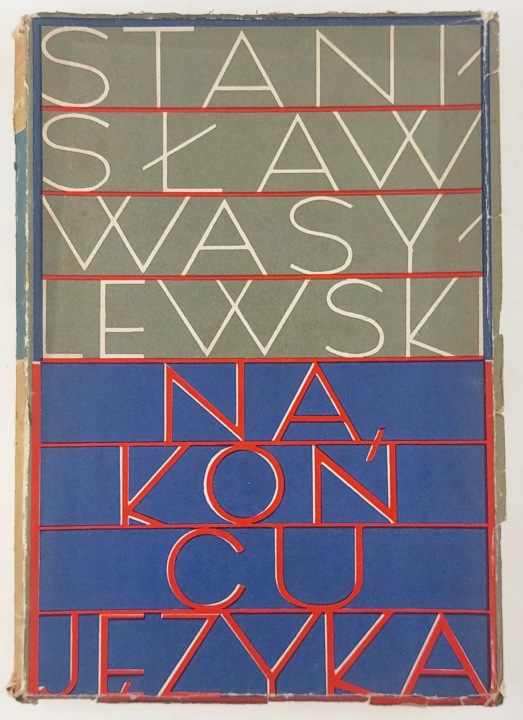 STANI-
SŁAW
WASY-
LEWSKI
NA
KOŃ
CU
JĘZYKA